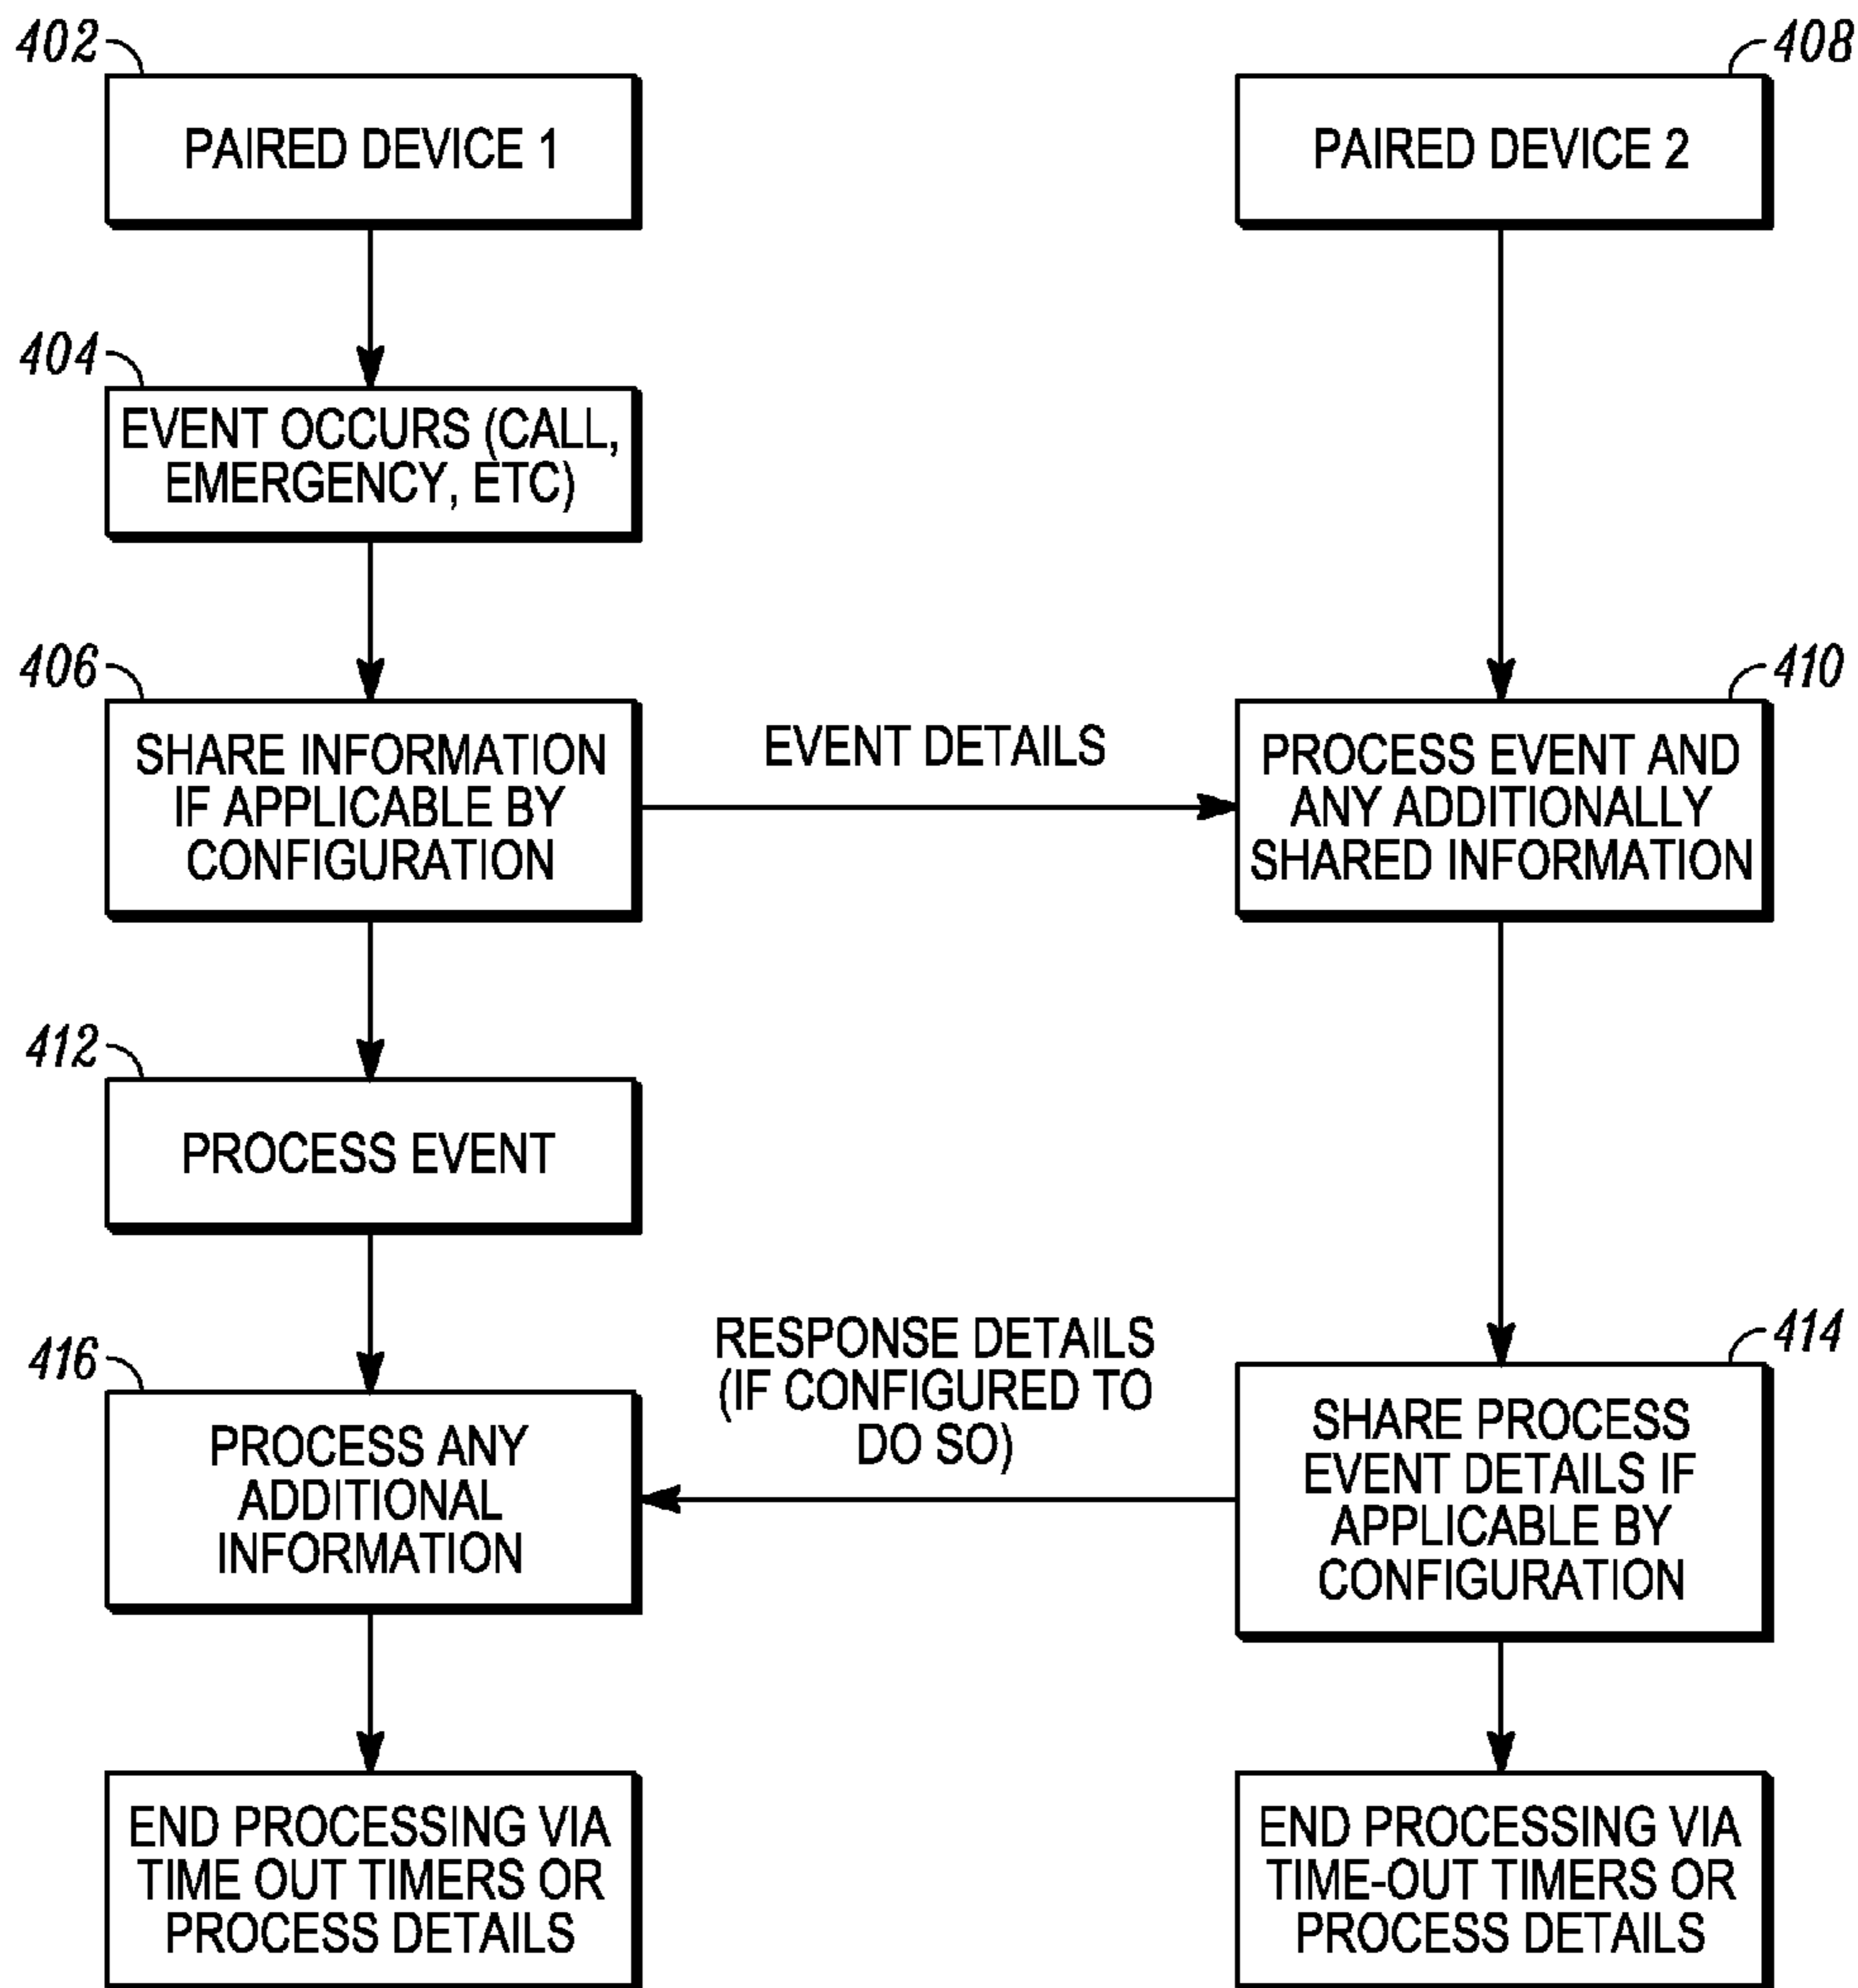 402
408
PAIRED DEVICE 1
PAIRED DEVICE 2
404
EVENT OCCURS (CALL,
EMERGENCY, ETC)
406
410
SHARE INFORMATION
IF APPLICABLE BY
CONFIGURATION
EVENT DETAILS
PROCESS EVENT AND
ANY ADDITIONALLY
SHARED INFORMATION
412
PROCESS EVENT
416
PROCESS ANY
ADDITIONAL
INFORMATION
RESPONSE DETAILS
(IF CONFIGURED TO
DO SO)
414
SHARE PROCESS
EVENT DETAILS IF
APPLICABLE BY
CONFIGURATION
END PROCESSING VIA
TIME OUT TIMERS OR
PROCESS DETAILS
END PROCESSING VIA
TIME-OUT TIMERS OR
PROCESS DETAILS